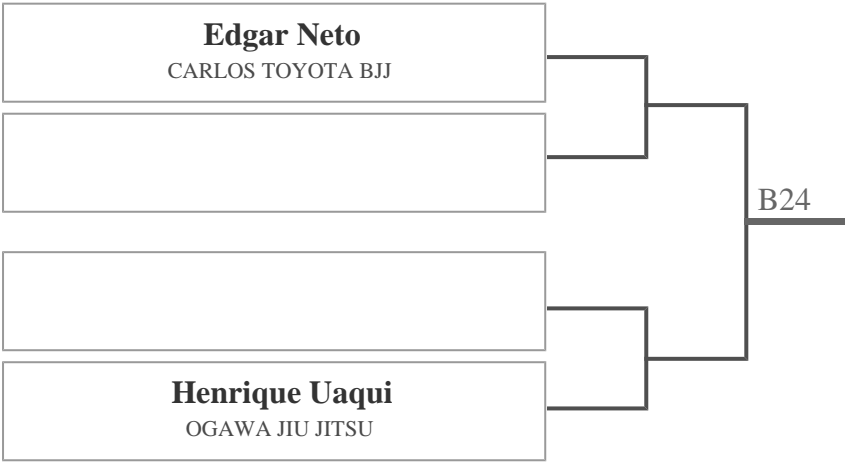 Edgar Neto
CARLOS TOYOTA BJJ
B24
Henrique Uaqui
OGAWA JIU JITSU